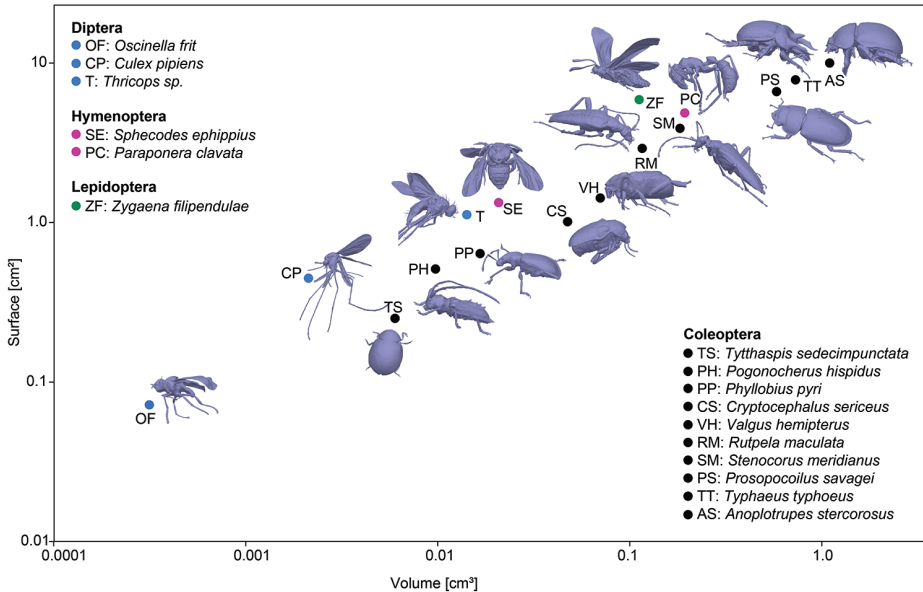 Diptera
OF: Oscinella frit
CP: Culex pipiens
T: Thricops sp.
Hymenoptera
SE: Sphecodes ephippius
PC: Paraponera clavata
Lepidoptera
ZF: Zygaena filipendulae
10
1.0
0.1
0.01
Surface [cm²]
PS
TT
AS
ZF
PC
SM
RM
VH
SE
T
CS
PP
PH
CP
TS
OF
Coleoptera
TS: Tytthaspis sedecimpunctata
PH: Pogonocherus hispidus
PP: Phyllobius pyri
CS: Cryptocephalus sericeus
VH: Valgus hemipterus
RM: Rutpela maculata
SM: Stenocorus meridianus
PS: Prosopocoilus savagei
TT: Typhaeus typhoeus
AS: Anoplotrupes stercorosus
0.0001
0.001
0.01
0.1
1.0
Volume [cm³]